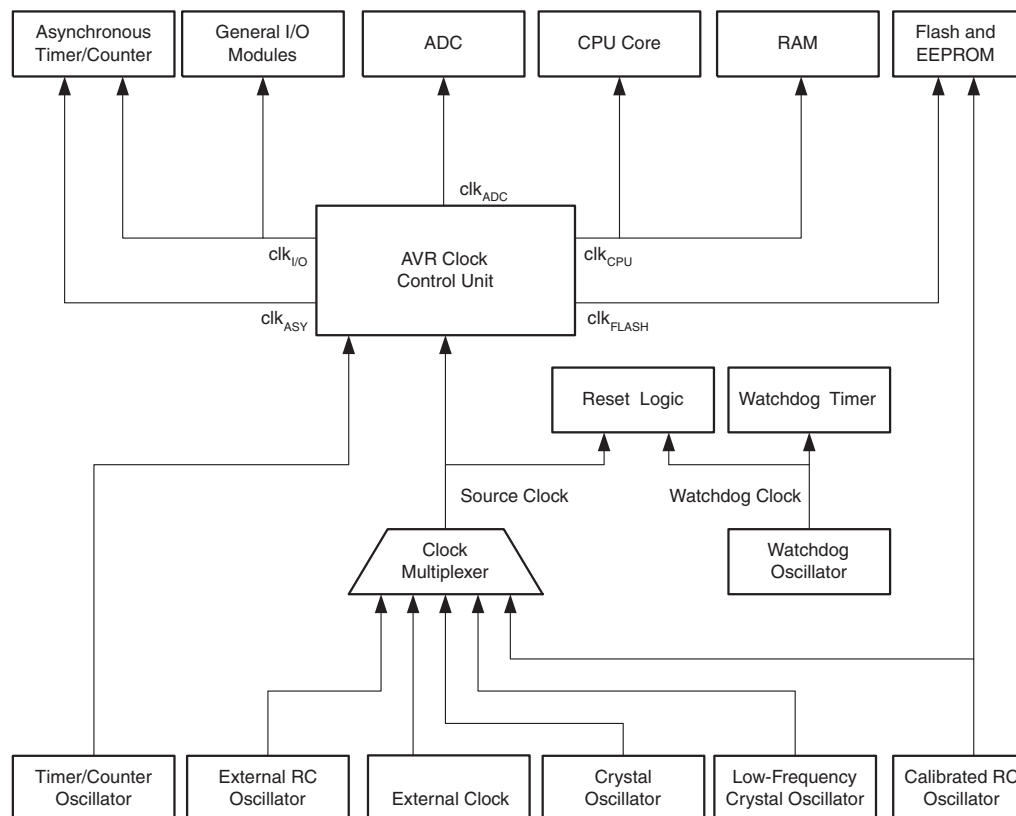 Asynchronous
Timer/Counter
General I/O
Modules
ADC
CPU Core
RAM
Flash and
EEPROM
clkADC
clkI/O
AVR Clock
Control Unit
clkCPU
clkASY
clkFLASH
Reset Logic
Watchdog Timer
Source Clock
Watchdog Clock
Clock
Multiplexer
Watchdog
Oscillator
Timer/Counter
Oscillator
External RC
Oscillator
External Clock
Crystal
Oscillator
Low-Frequency
Crystal Oscillator
Calibrated RC
Oscillator